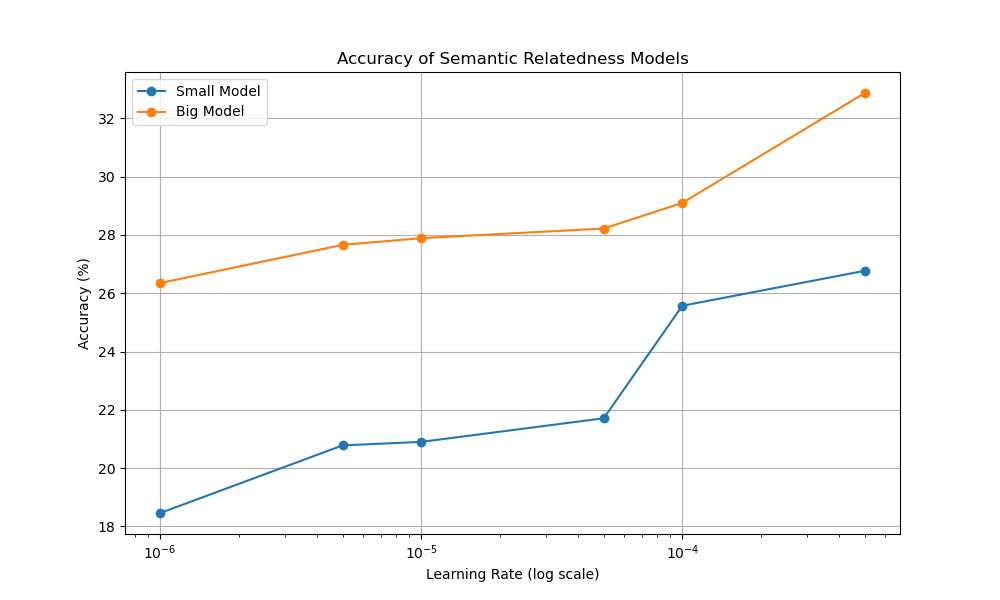 Accuracy of Semantic Relatedness Models
Small Model
Big Model
32
30
28
26
24
22
20
18
Accuracy (%)
10⁻⁶ 10⁻⁵ 10⁻⁴
Learning Rate (log scale)